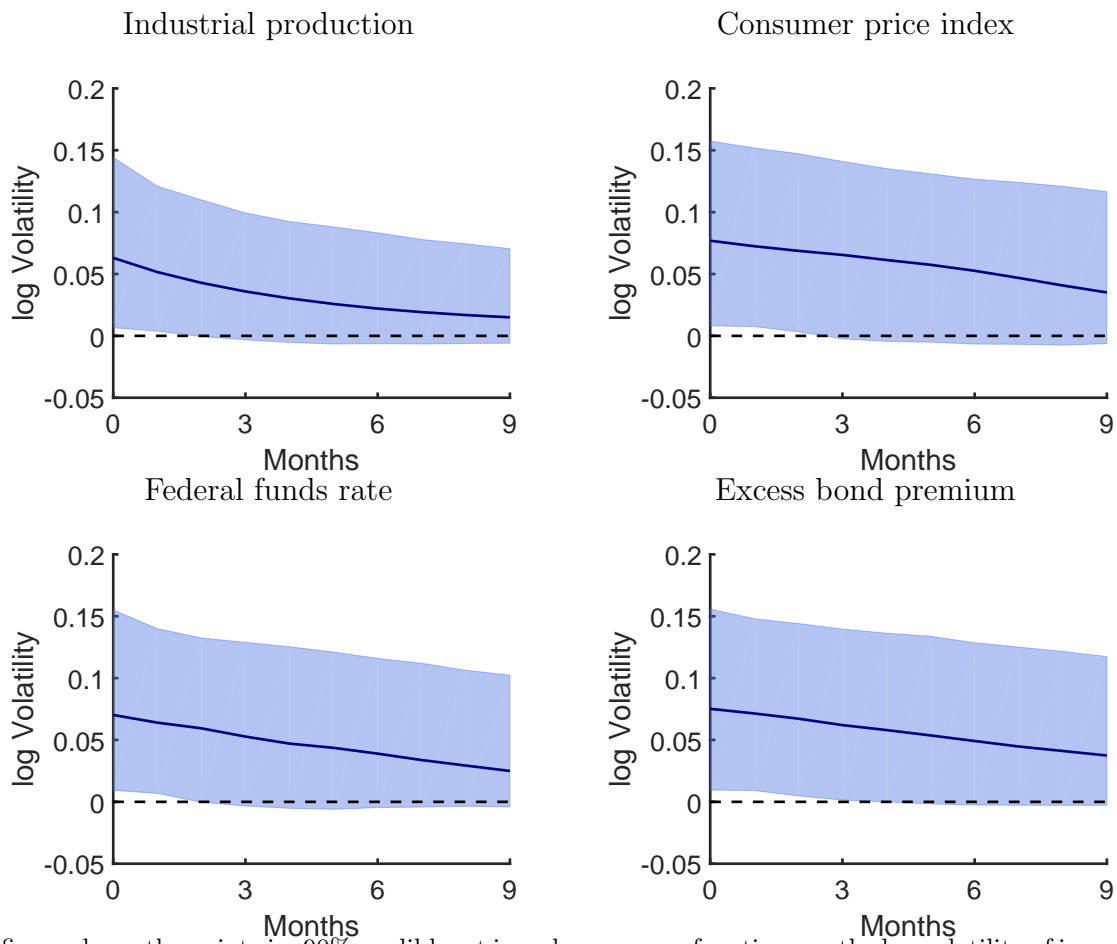 Industrial production
Consumer price index
0.2
0.15
0.1
0.05
0
-0.05
log Volatility
0 3 6 9
Months
0.2
0.15
0.1
0.05
0
-0.05
log Volatility
0 3 6 9
Months
Federal funds rate
Excess bond premium
0.2
0.15
0.1
0.05
0
-0.05
log Volatility
0 3 6 9
Months
0.2
0.15
0.1
0.05
0
-0.05
log Volatility
0 3 6 9
Months